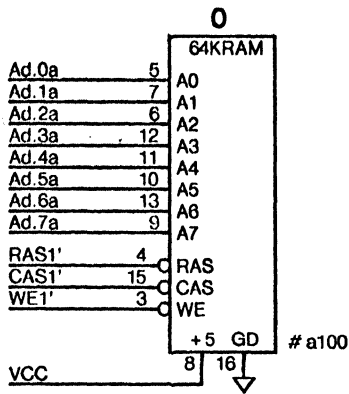 0
64KRAM
Ad.0a 5 A0
Ad.1a 7 A1
Ad.2a 6 A2
Ad.3a 12 A3
Ad.4a 11 A4
Ad.5a 10 A5
Ad.6a 13 A6
Ad.7a 9 A7
RAS1' 4 RAS
CAS1' 15 CAS
WE1' 3 WE
+5 GD # a100
8 16
VCC